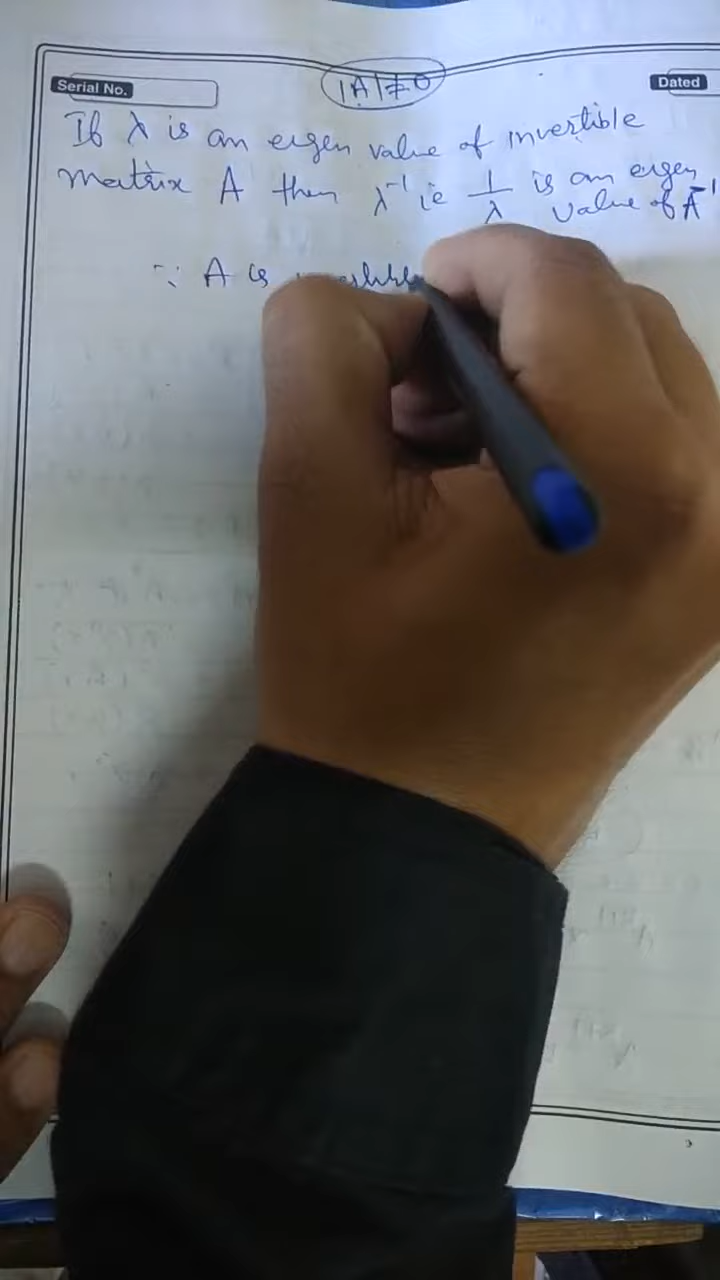 Serial No.
|A| ≠ 0
Dated
If λ is an eigen value of invertible
matrix A then λ⁻¹ ie 1/λ is an eigen
value of A⁻¹
∵ A is